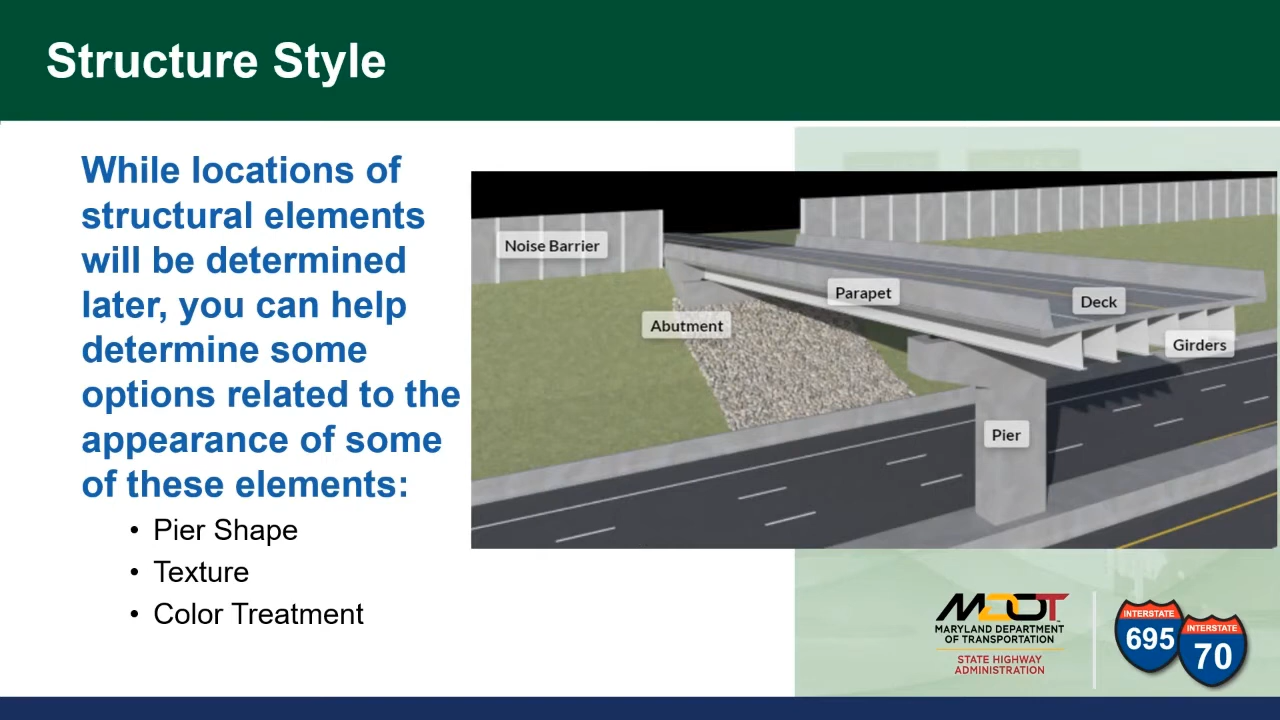 Structure Style
While locations of
structural elements
will be determined
later, you can help
determine some
options related to the
appearance of some
of these elements:
• Pier Shape
• Texture
• Color Treatment
Noise Barrier
Parapet
Deck
Abutment
Girders
Pier
MDOT
MARYLAND DEPARTMENT
OF TRANSPORTATION
STATE HIGHWAY
ADMINISTRATION
INTERSTATE
695
INTERSTATE
70